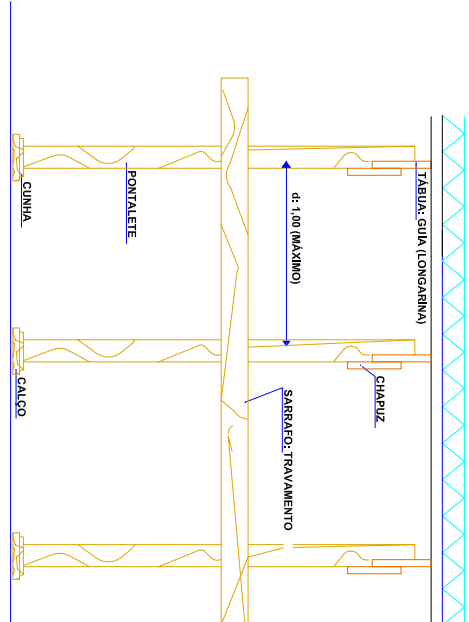 TÁBUA: GUIA (LONGARINA)
d: 1,00 (MÁXIMO)
PONTALETE
CUNHA
CHAPUZ
SARRAFO: TRAVAMENTO
CALÇO